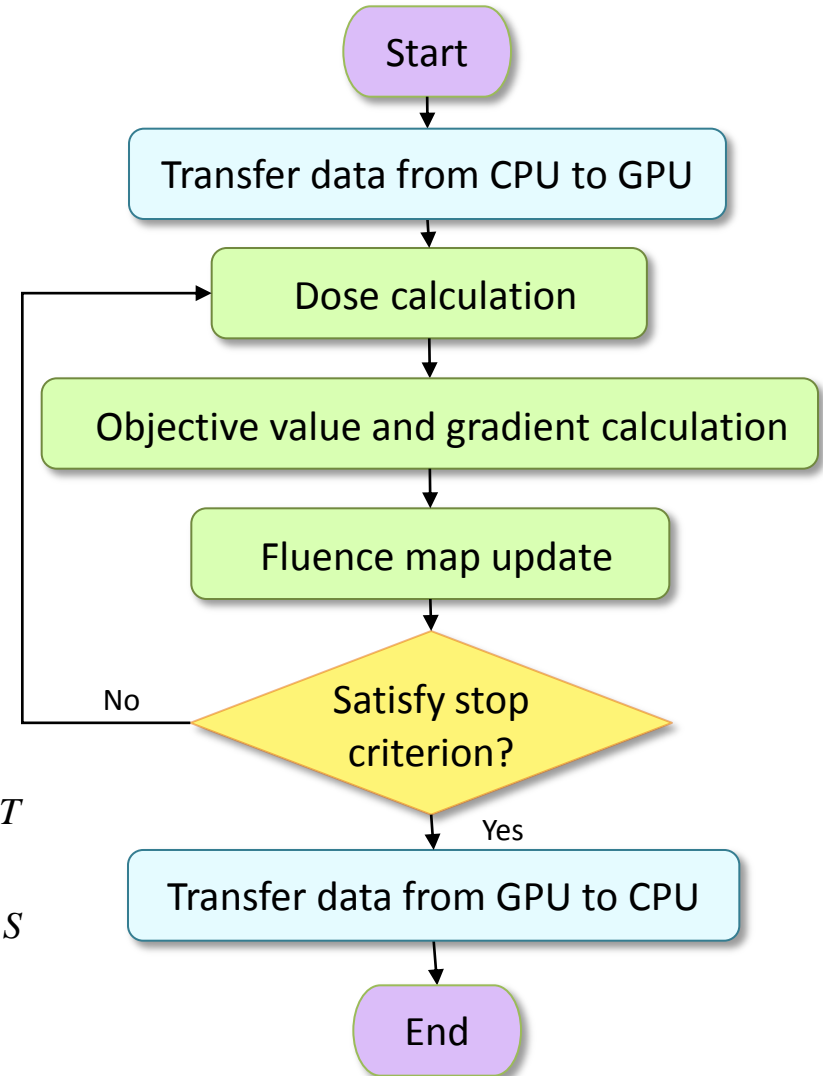 Start
Transfer data from CPU to GPU
Dose calculation
Objective value and gradient calculation
Fluence map update
Satisfy stop
criterion?
No
T
Yes
Transfer data from GPU to CPU
S
End